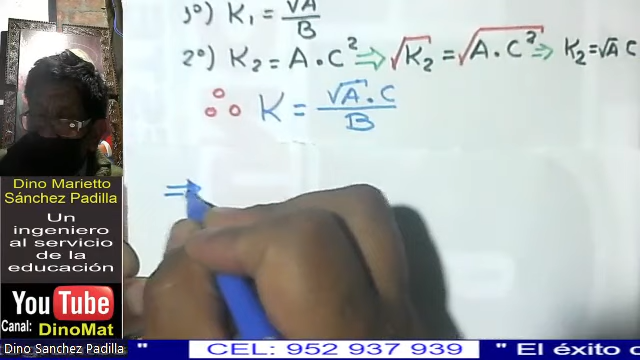 1°) K₁ = √A / B
2°) K₂ = A · C² ⇒ √K₂ = √A · C² ⇒ K₂ = √A C
∴ K = √A · C / B
⇒
Dino Marietto
Sánchez Padilla
Un
ingeniero
al servicio
de la
educación
YouTube
Canal: DinoMat
Dino Sanchez Padilla
" CEL: 952 937 939 " El éxito